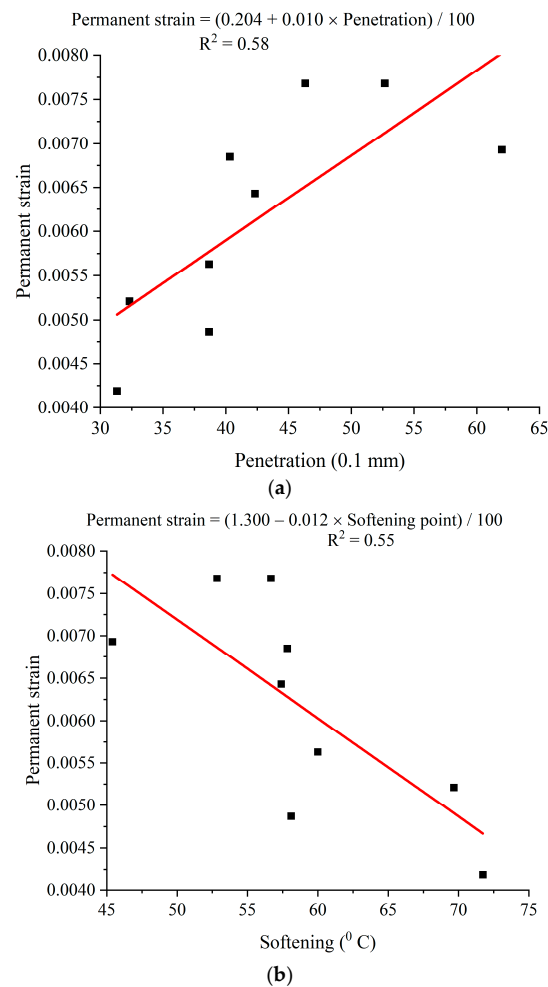 Permanent strain = (0.204 + 0.010 × Penetration) / 100
R² = 0.58
0.0080
0.0075
0.0070
0.0065
0.0060
0.0055
0.0050
0.0045
0.0040
Permanent strain
30 35 40 45 50 55 60 65
Penetration (0.1 mm)
(a)
Permanent strain = (1.300 – 0.012 × Softening point) / 100
R² = 0.55
0.0080
0.0075
0.0070
0.0065
0.0060
0.0055
0.0050
0.0045
0.0040
Permanent strain
45 50 55 60 65 70 75
Softening (⁰ C)
(b)